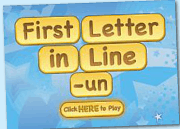 First Letter
in Line
-un
Click HERE to Play